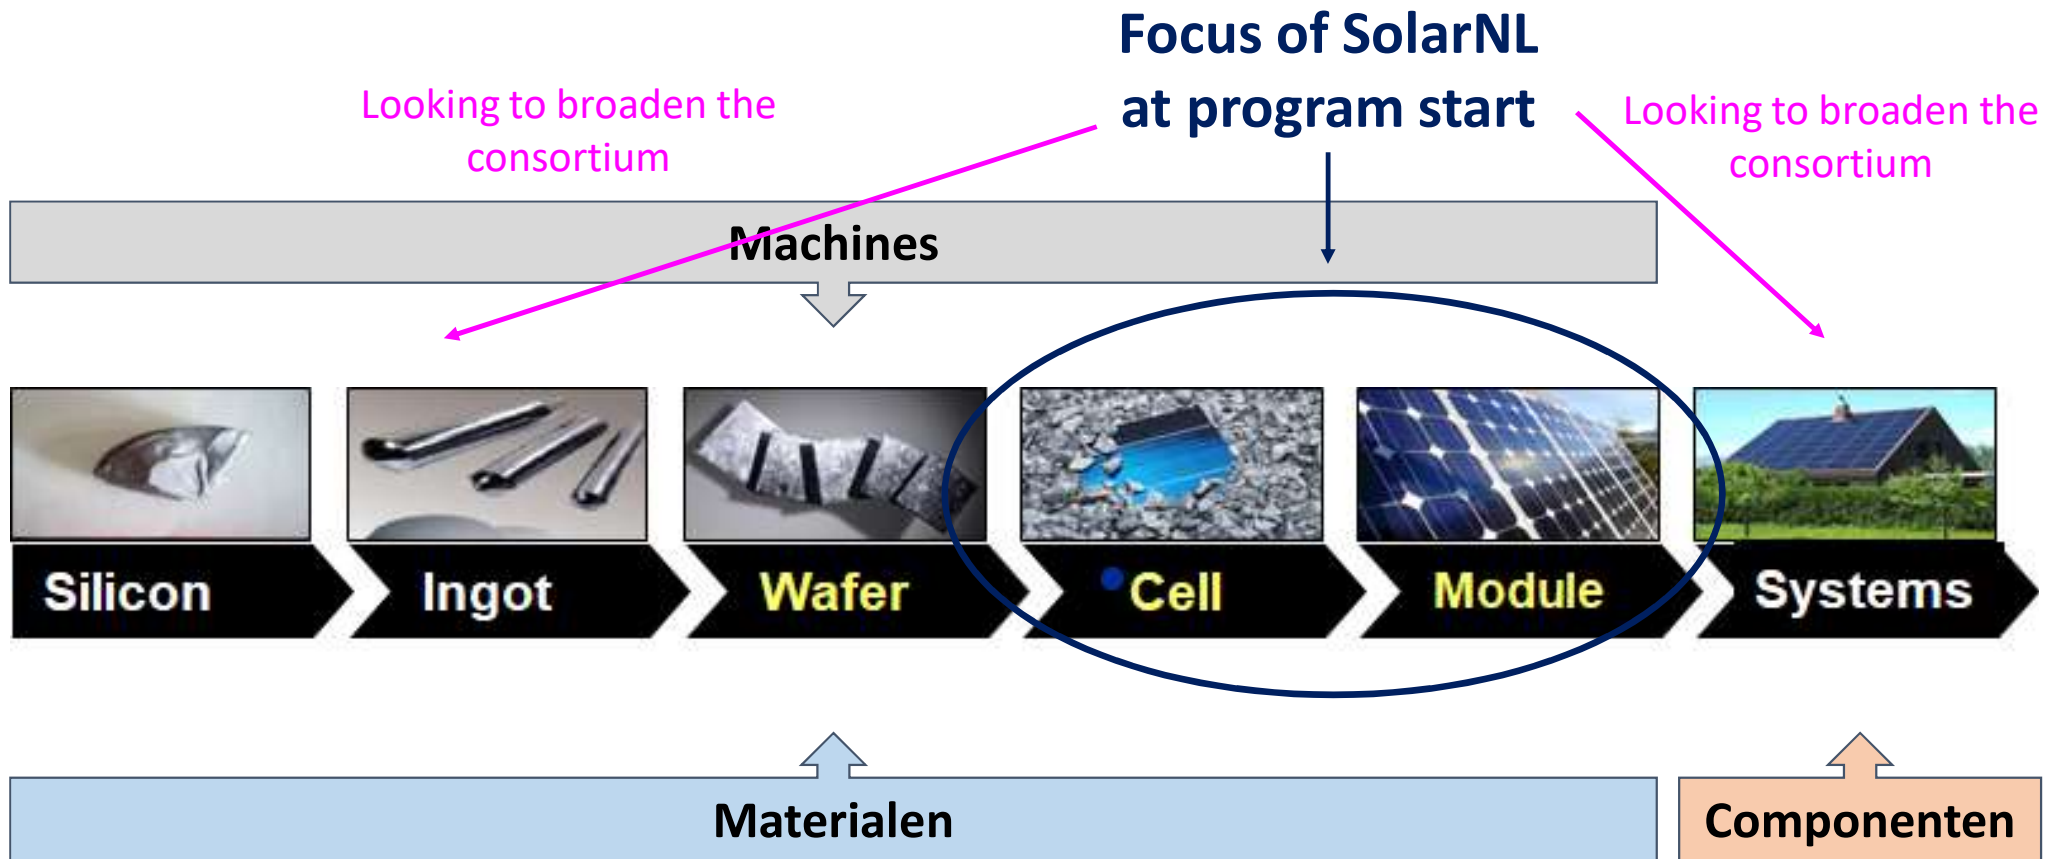 Focus of SolarNL
at program start
Looking to broaden the
consortium
Looking to broaden the
consortium
Machines
Silicon
Ingot
Wafer
Cell
Module
Systems
Materialen
Componenten